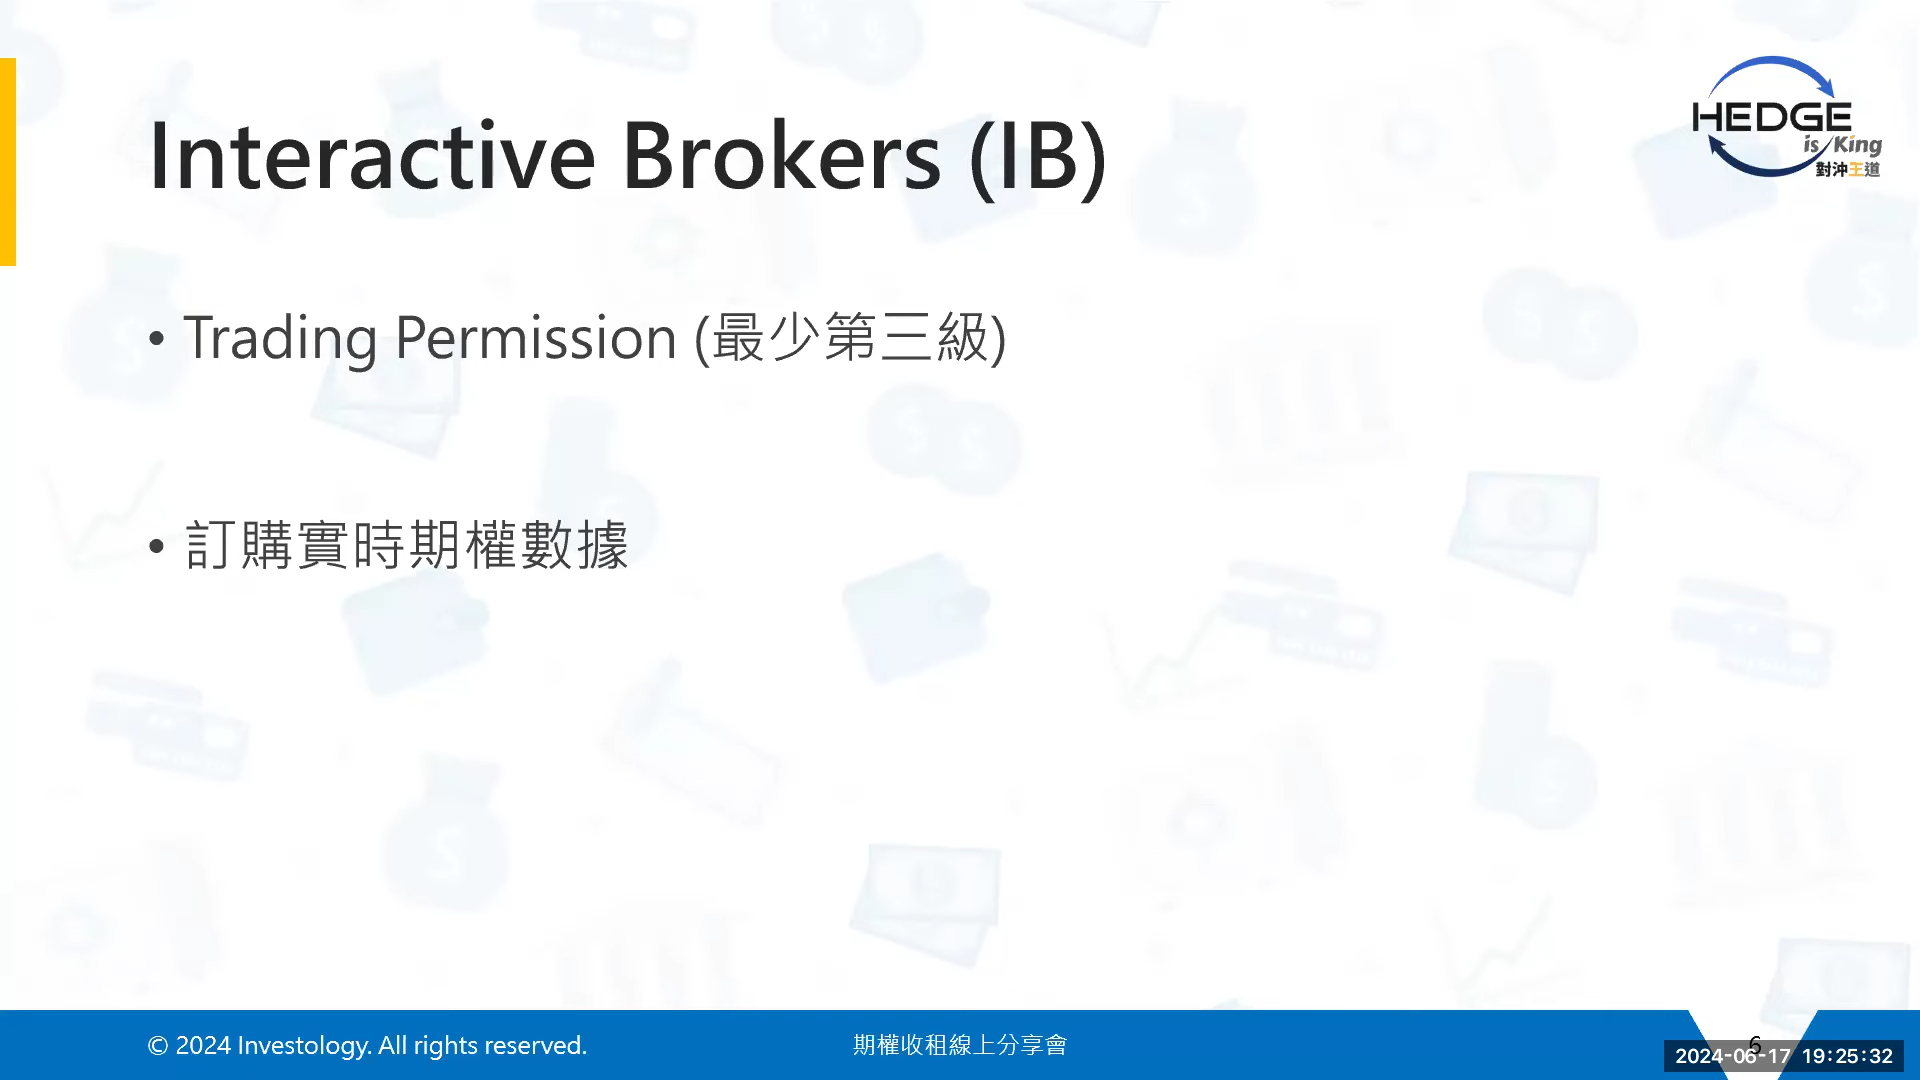 Interactive Brokers (IB)
HEDGE
is King
對沖王道
• Trading Permission (最少第三級)
• 訂購實時期權數據
© 2024 Investology. All rights reserved.
期權收租線上分享會
6
2024-06-17 19:25:32